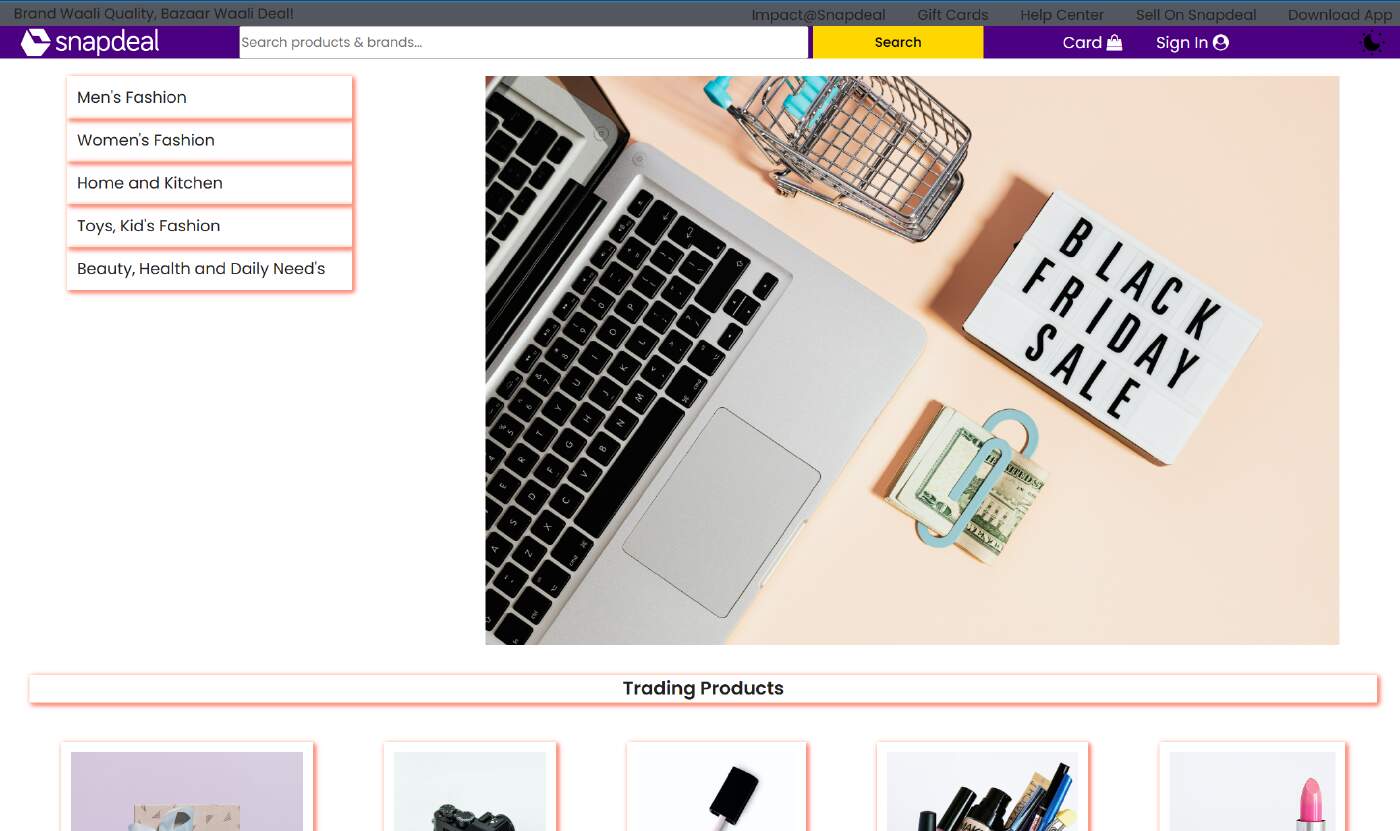 Brand Waali Quality, Bazaar Waali Deal!
Impact@Snapdeal Gift Cards Help Center Sell On Snapdeal Download App
snapdeal Search products & brands... Search Card Sign In
Men's Fashion
Women's Fashion
Home and Kitchen
Toys, Kid's Fashion
Beauty, Health and Daily Need's
BLACK
FRIDAY
SALE
20
Trading Products